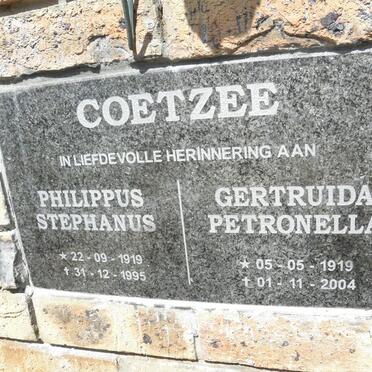 COETZEE
IN LIEFDEVOLLE HERINNERING AAN
PHILIPPUS
STEPHANUS
★ 22 - 09 - 1919
✝ 31 - 12 - 1995
GERTRUIDA
PETRONELLA
★ 05 - 05 - 1919
✝ 01 - 11 - 2004